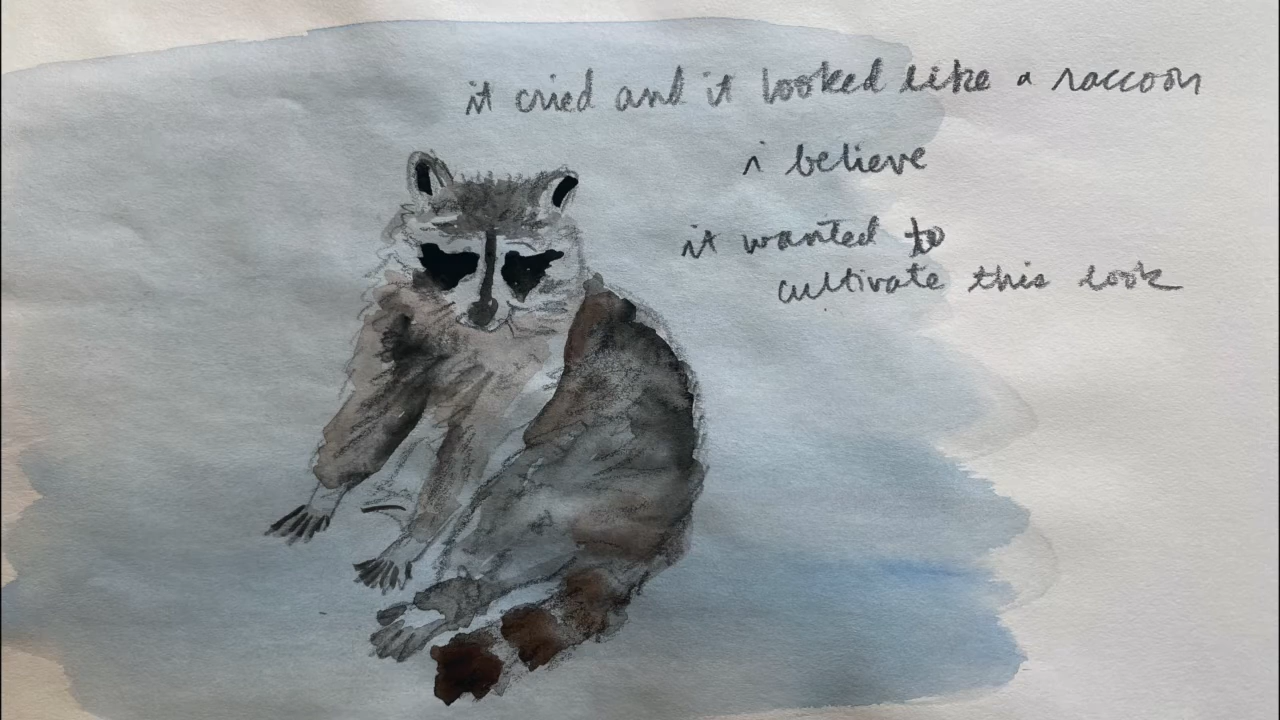 it cried and it looked like a raccoon
i believe
it wanted to
cultivate this look